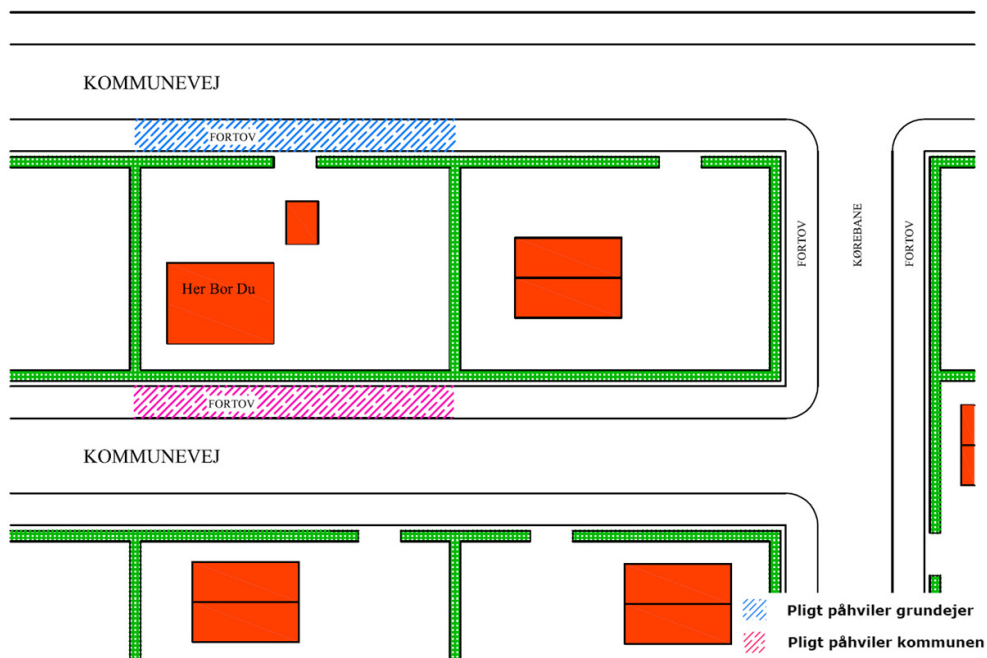 KOMMUNEVEJ
FORTOV
Her Bor Du
FORTOV
KØREBANE
FORTOV
FORTOV
KOMMUNEVEJ
Pligt påhviler grundejer
Pligt påhviler kommunen